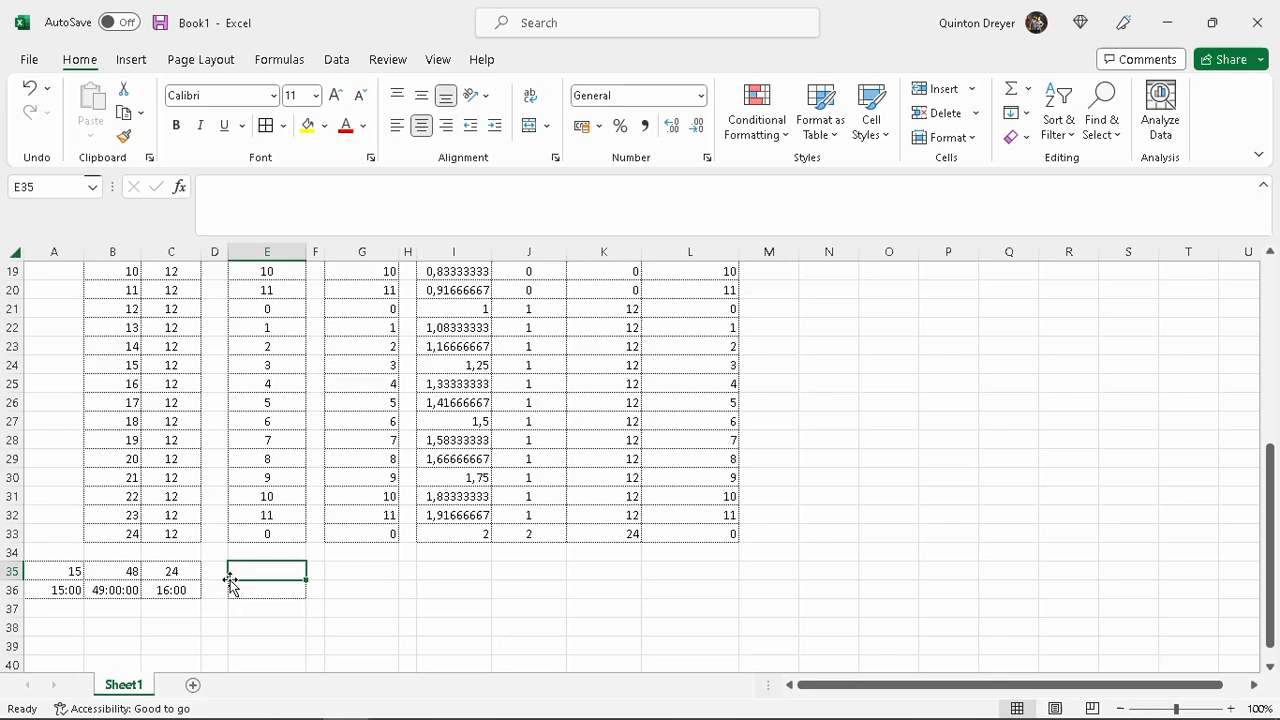 AutoSave Off Book1 - Excel Search Quinton Dreyer
File Home Insert Page Layout Formulas Data Review View Help Comments Share
Calibri 11 A A General Insert Σ
Paste B I U A % Conditional Formatting Format as Table Cell Styles Delete Format Sort & Filter Find & Select Analyze Data
Undo Clipboard Font Alignment Number Styles Cells Editing Analysis
E35 fx
A B C D E F G H I J K L M N O P Q R S T U
19 10 12 10 10 0,83333333 0 0 10
20 11 12 11 11 0,91666667 0 0 11
21 12 12 0 0 1 1 12 0
22 13 12 1 1 1,08333333 1 12 1
23 14 12 2 2 1,16666667 1 12 2
24 15 12 3 3 1,25 1 12 3
25 16 12 4 4 1,33333333 1 12 4
26 17 12 5 5 1,41666667 1 12 5
27 18 12 6 6 1,5 1 12 6
28 19 12 7 7 1,58333333 1 12 7
29 20 12 8 8 1,66666667 1 12 8
30 21 12 9 9 1,75 1 12 9
31 22 12 10 10 1,83333333 1 12 10
32 23 12 11 11 1,91666667 1 12 11
33 24 12 0 0 2 2 24 0
34
35 15 48 24
36 15:00 49:00:00 16:00
37
38
39
40
Sheet1
Ready Accessibility: Good to go 100%